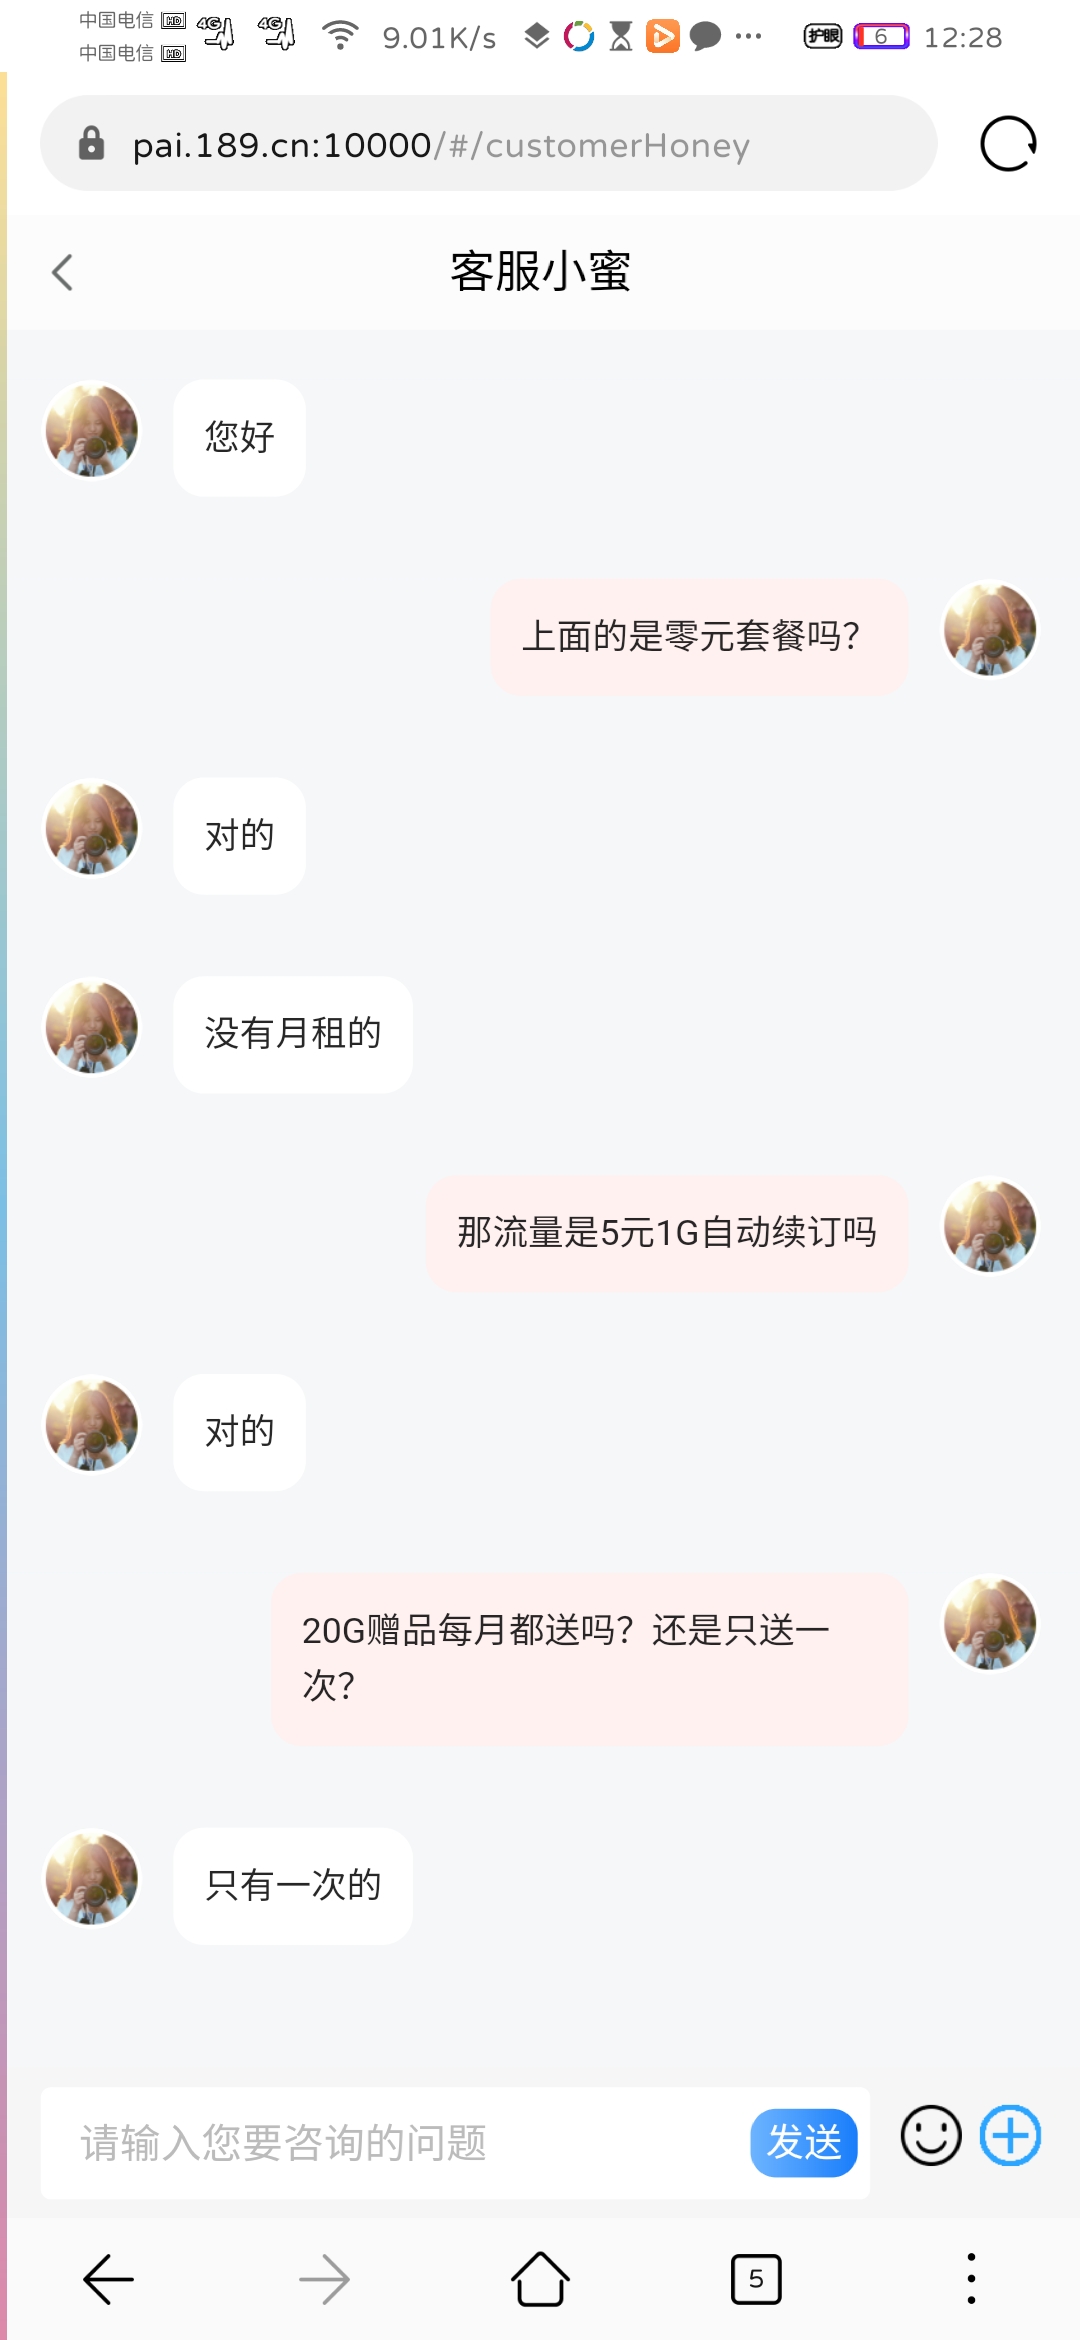 中国电信 HD 4G 4G 9.01K/s 护眼 6 12:28
中国电信 HD
pai.189.cn:10000/#/customerHoney
客服小蜜
您好
上面的是零元套餐吗？
对的
没有月租的
那流量是5元1G自动续订吗
对的
20G赠品每月都送吗？还是只送一
次？
只有一次的
请输入您要咨询的问题
发送
5